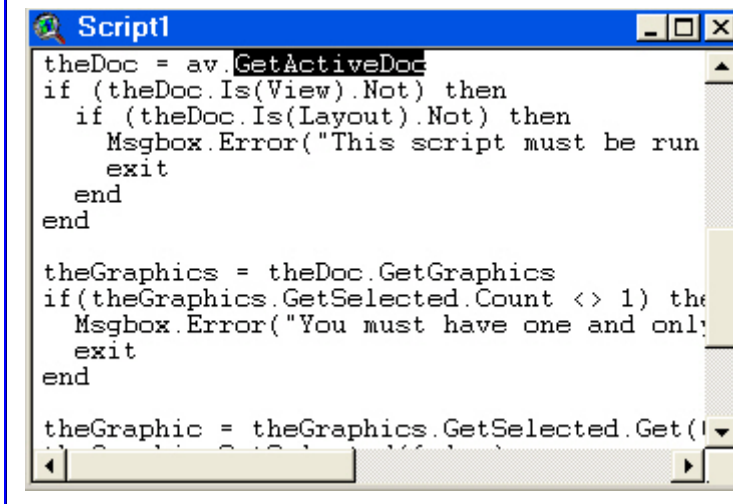 Script1
theDoc = av.GetActiveDoc
if (theDoc.Is(View).Not) then
  if (theDoc.Is(Layout).Not) then
    Msgbox.Error("This script must be run
    exit
  end
end

theGraphics = theDoc.GetGraphics
if(theGraphics.GetSelected.Count <> 1) the
  Msgbox.Error("You must have one and only
  exit
end

theGraphic = theGraphics.GetSelected.Get(